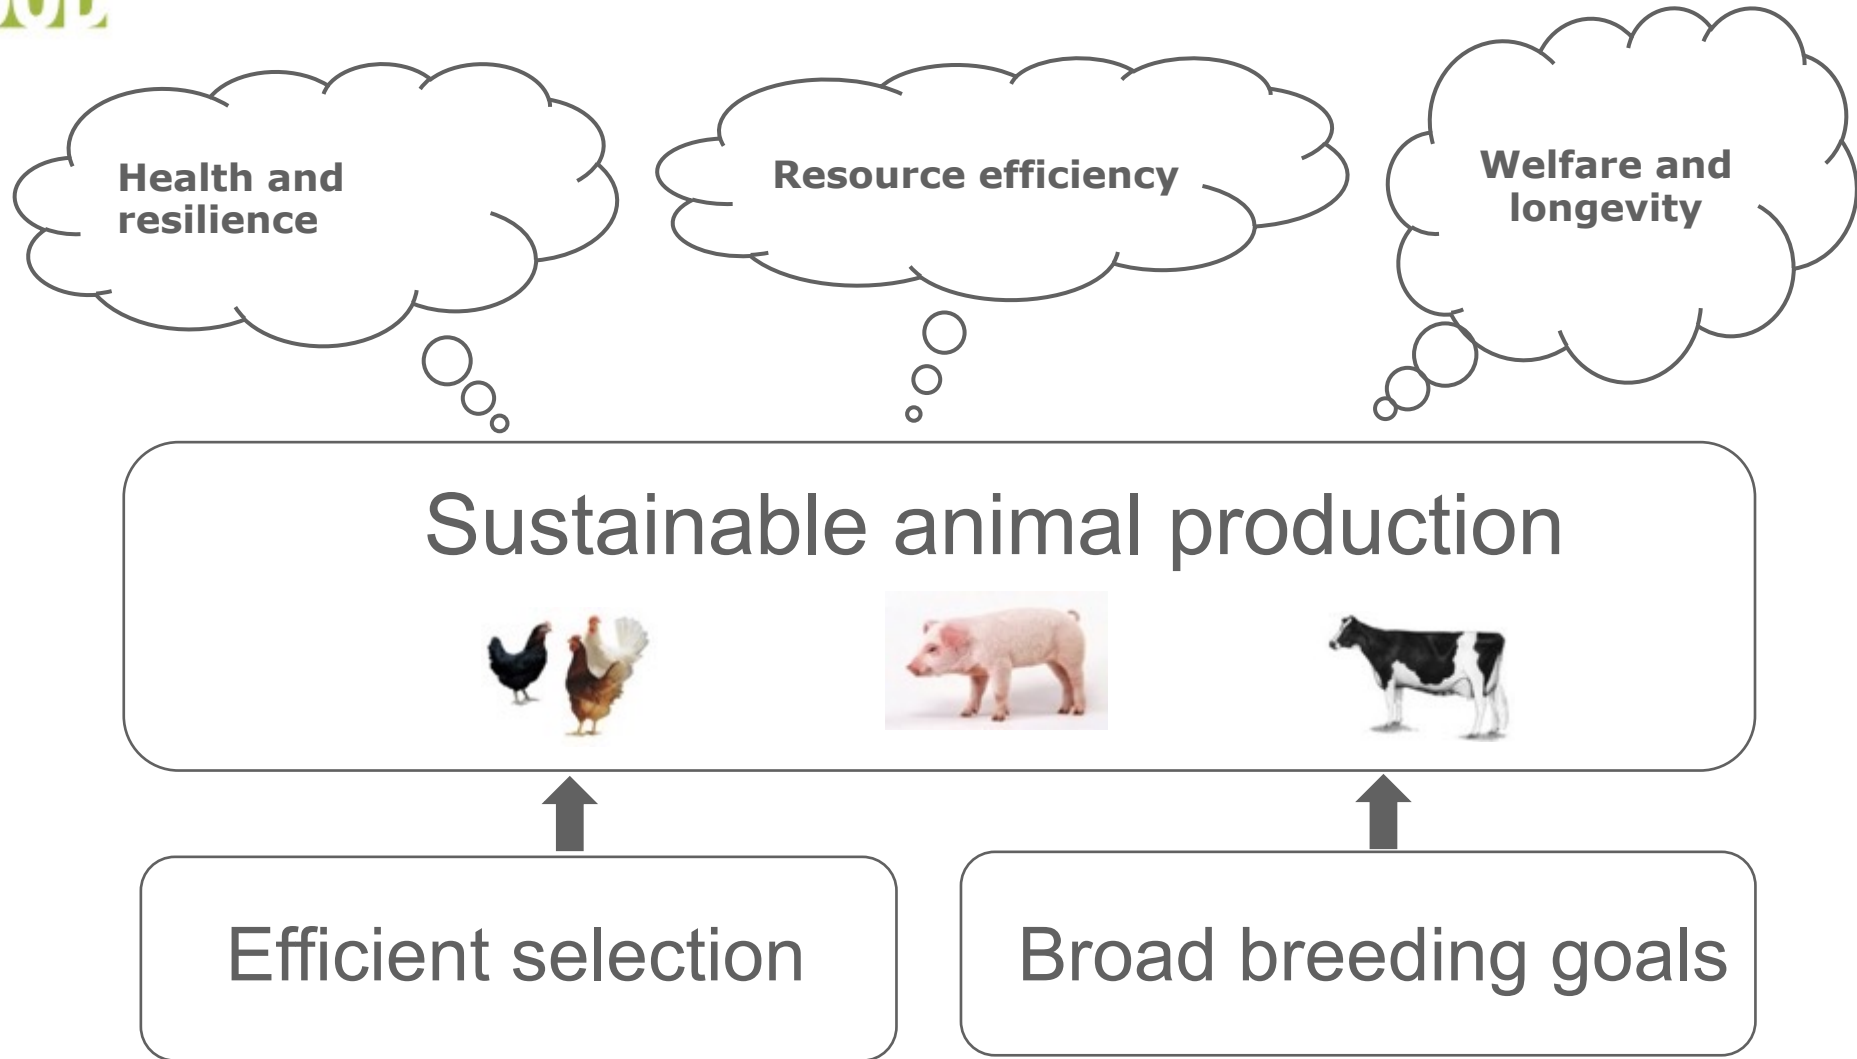 Health and
resilience
Resource efficiency
Welfare and
longevity
Sustainable animal production
Efficient selection
Broad breeding goals